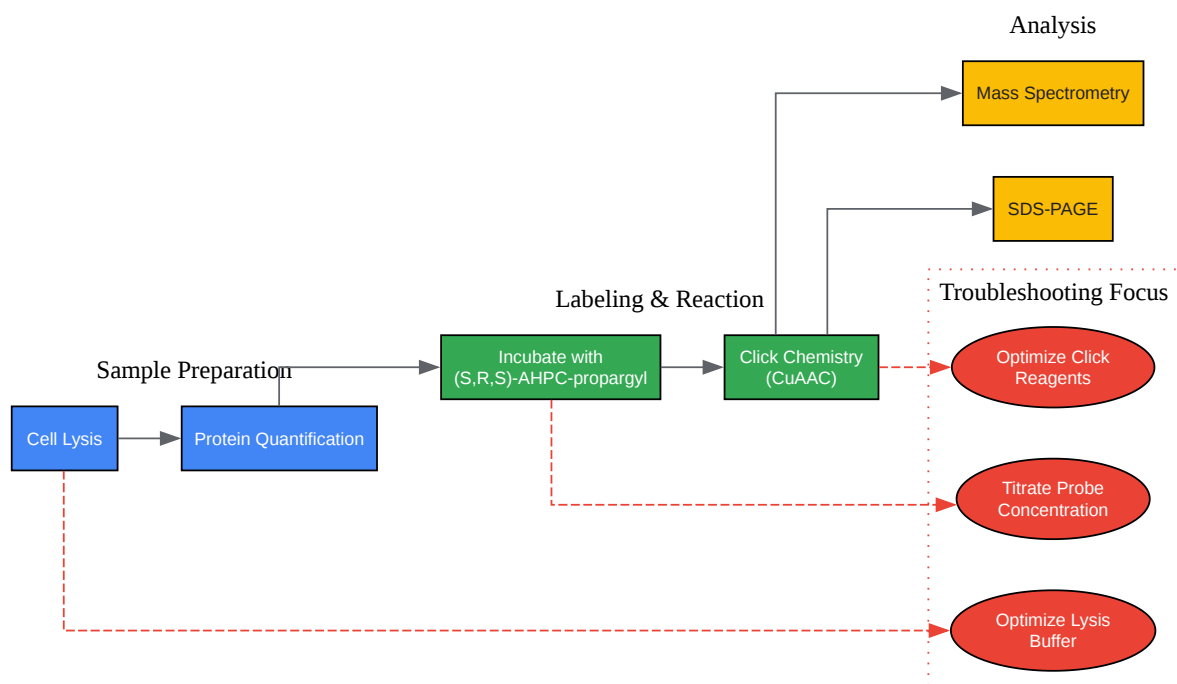 Analysis
Mass Spectrometry
SDS-PAGE
Troubleshooting Focus
Labeling & Reaction
Incubate with
(S,R,S)-AHPC-propargyl
Click Chemistry
(CuAAC)
Optimize Click
Reagents
Sample Preparation
Cell Lysis
Protein Quantification
Titrate Probe
Concentration
Optimize Lysis
Buffer